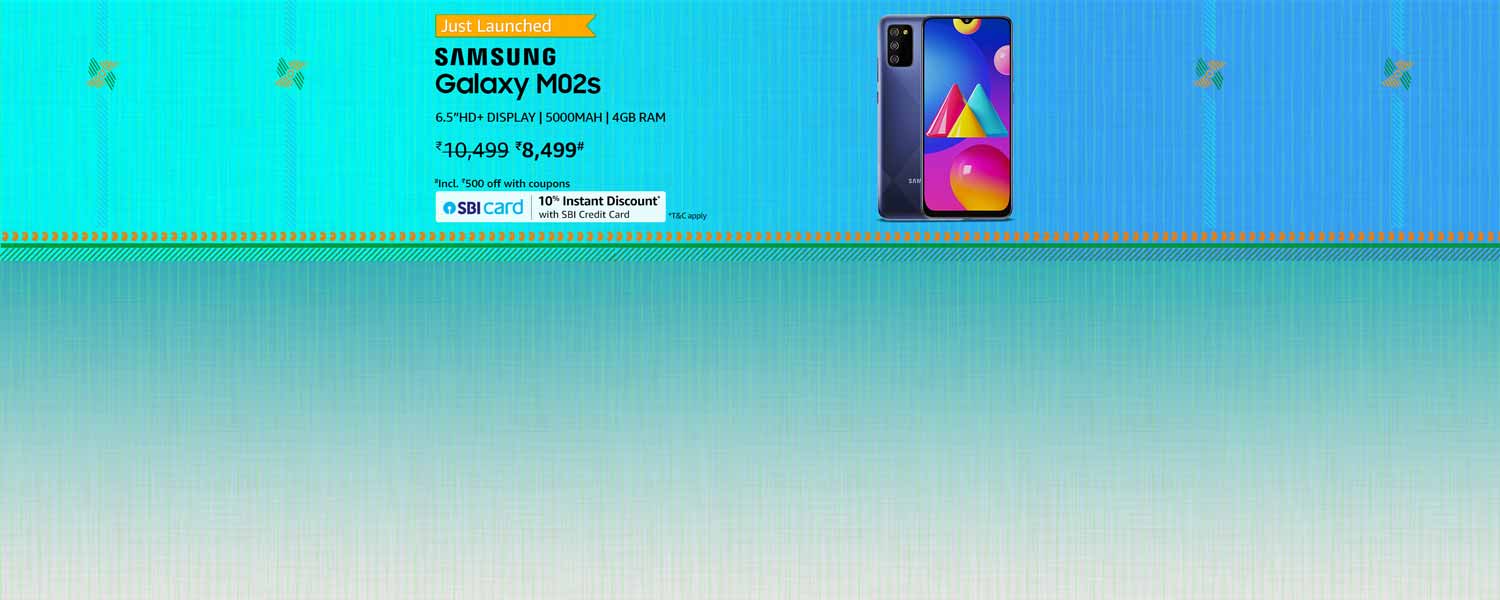 Just Launched
SAMSUNG
Galaxy M02s
6.5"HD+ DISPLAY | 5000MAH | 4GB RAM
₹10,499 ₹8,499#
#Incl. ₹500 off with coupons
SBI card
10% Instant Discount*
with SBI Credit Card
*T&C apply
SAM